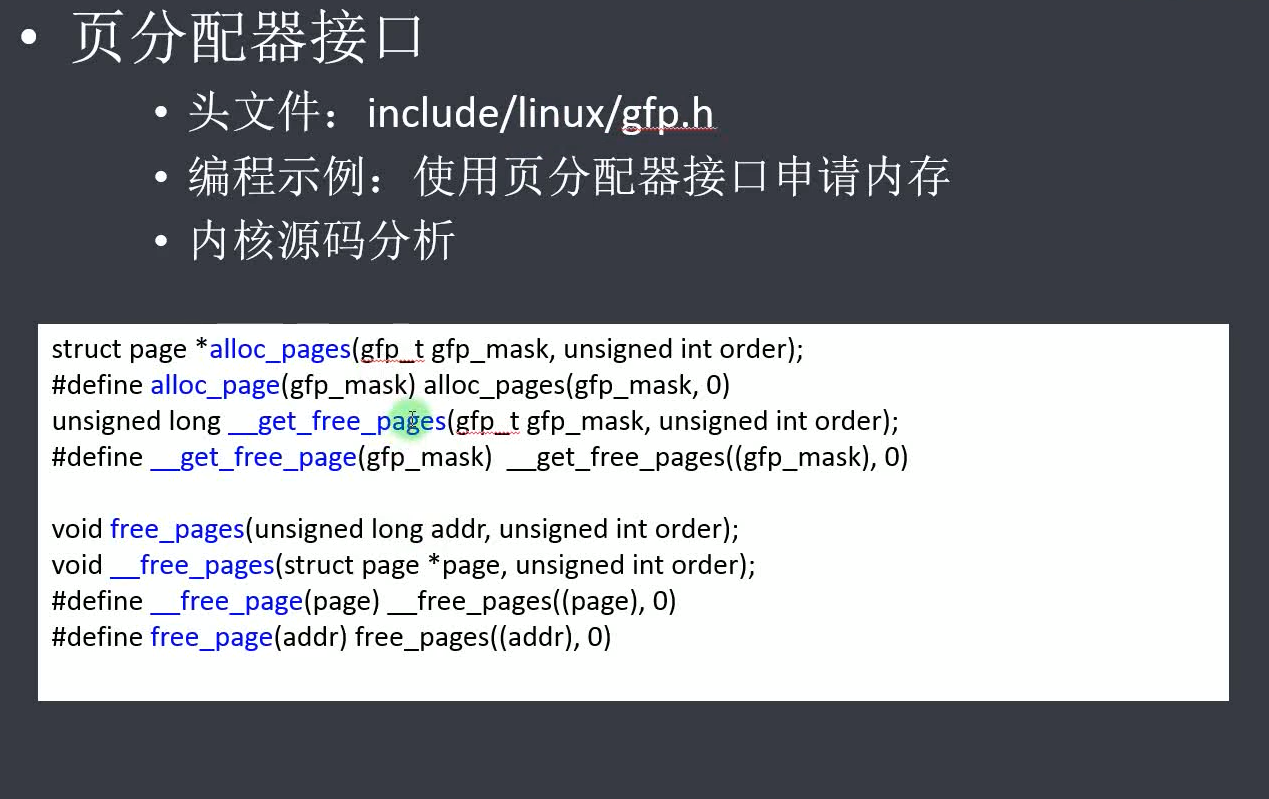 • 页分配器接口
• 头文件：include/linux/gfp.h
• 编程示例：使用页分配器接口申请内存
• 内核源码分析
struct page *alloc_pages(gfp_t gfp_mask, unsigned int order);
#define alloc_page(gfp_mask) alloc_pages(gfp_mask, 0)
unsigned long __get_free_pages(gfp_t gfp_mask, unsigned int order);
#define __get_free_page(gfp_mask)  __get_free_pages((gfp_mask), 0)
void free_pages(unsigned long addr, unsigned int order);
void __free_pages(struct page *page, unsigned int order);
#define __free_page(page) __free_pages((page), 0)
#define free_page(addr) free_pages((addr), 0)